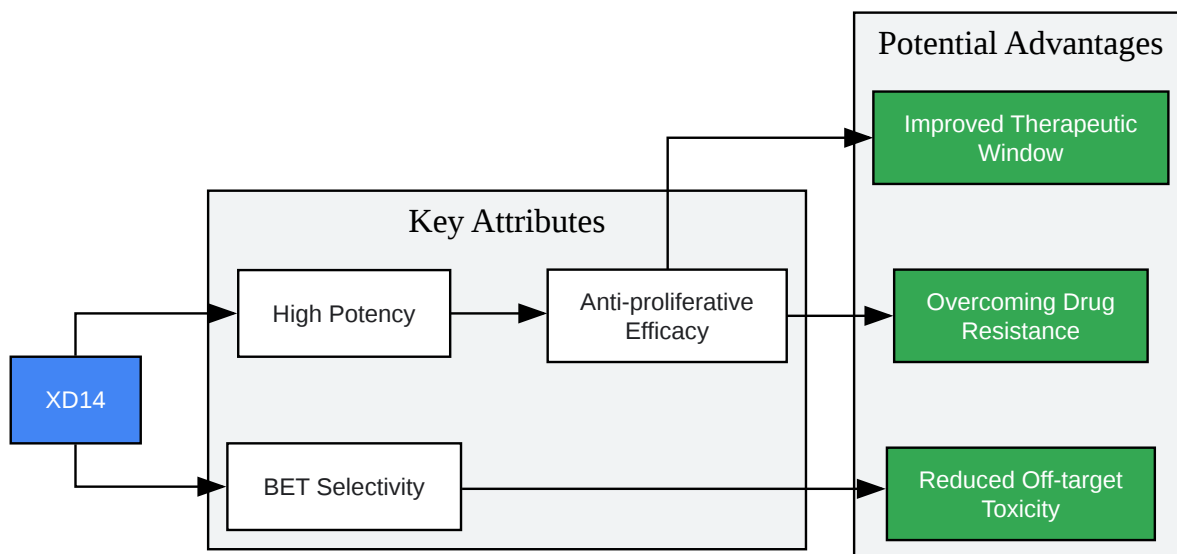 Potential Advantages
Improved Therapeutic
Window
Key Attributes
High Potency
Anti-proliferative
Efficacy
Overcoming Drug
Resistance
XD14
BET Selectivity
Reduced Off-target
Toxicity